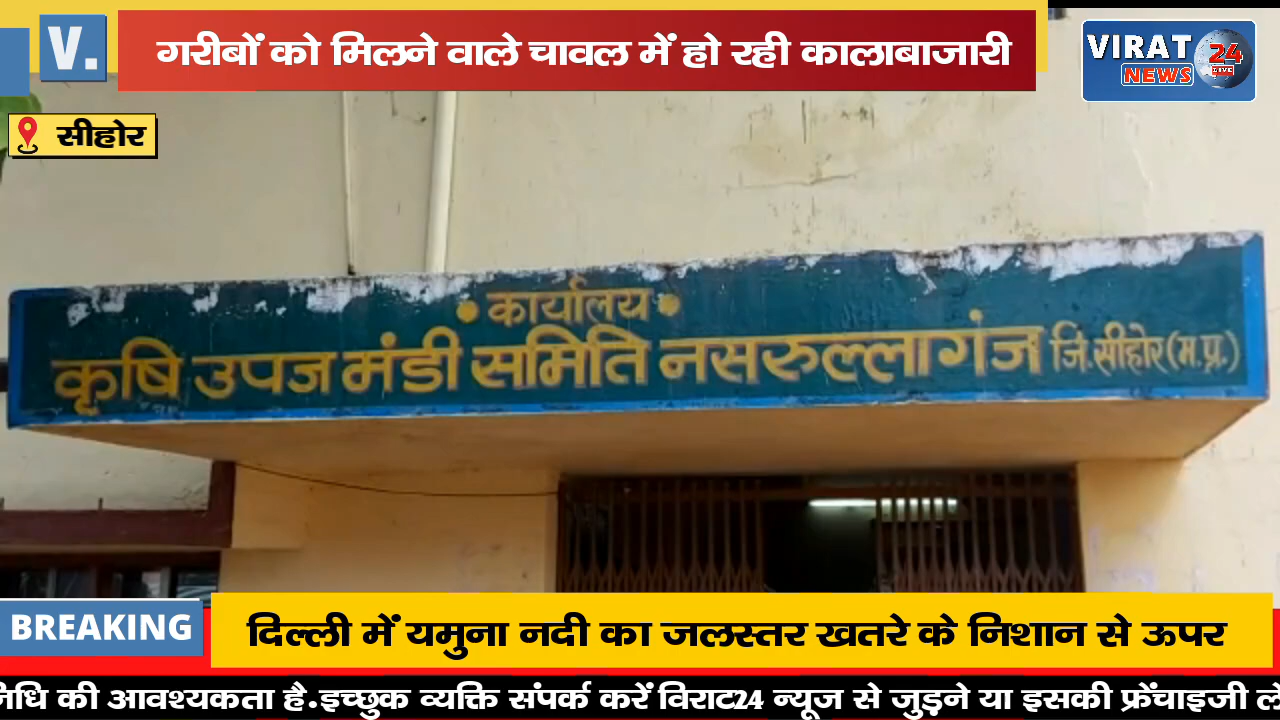 V.
गरीबों को मिलने वाले चावल में हो रही कालाबाजारी
VIRAT
NEWS
24
LIVE
सीहोर
कार्यालय
कृषि उपज मंडी समिति नसरुल्लागंज जि.सीहोर(म.प्र.)
BREAKING
दिल्ली में यमुना नदी का जलस्तर खतरे के निशान से ऊपर
की आवश्यकता है.इच्छुक व्यक्ति संपर्क करें विराट24 न्यूज से जुड़ने या इसकी फ्रेंचाइजी